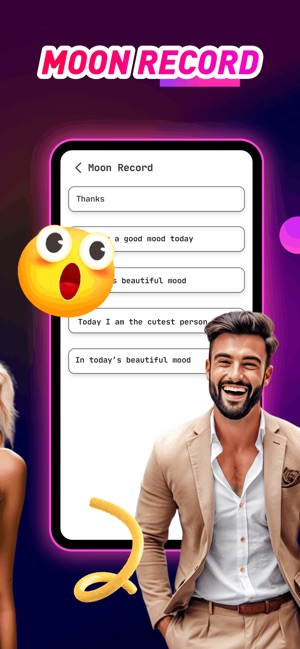 MOON RECORD
Moon Record
Thanks
a good mood today
s beautiful mood
Today I am the cutest person
In today's beautiful mood